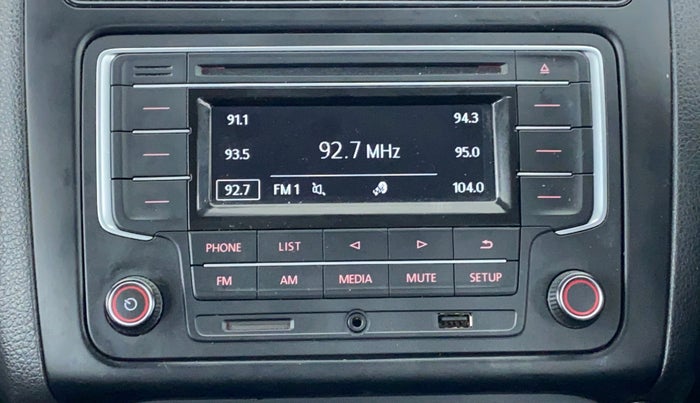 91.1 94.3
93.5 92.7 MHz 95.0
92.7 FM 1 104.0
PHONE LIST
FM AM MEDIA MUTE SETUP